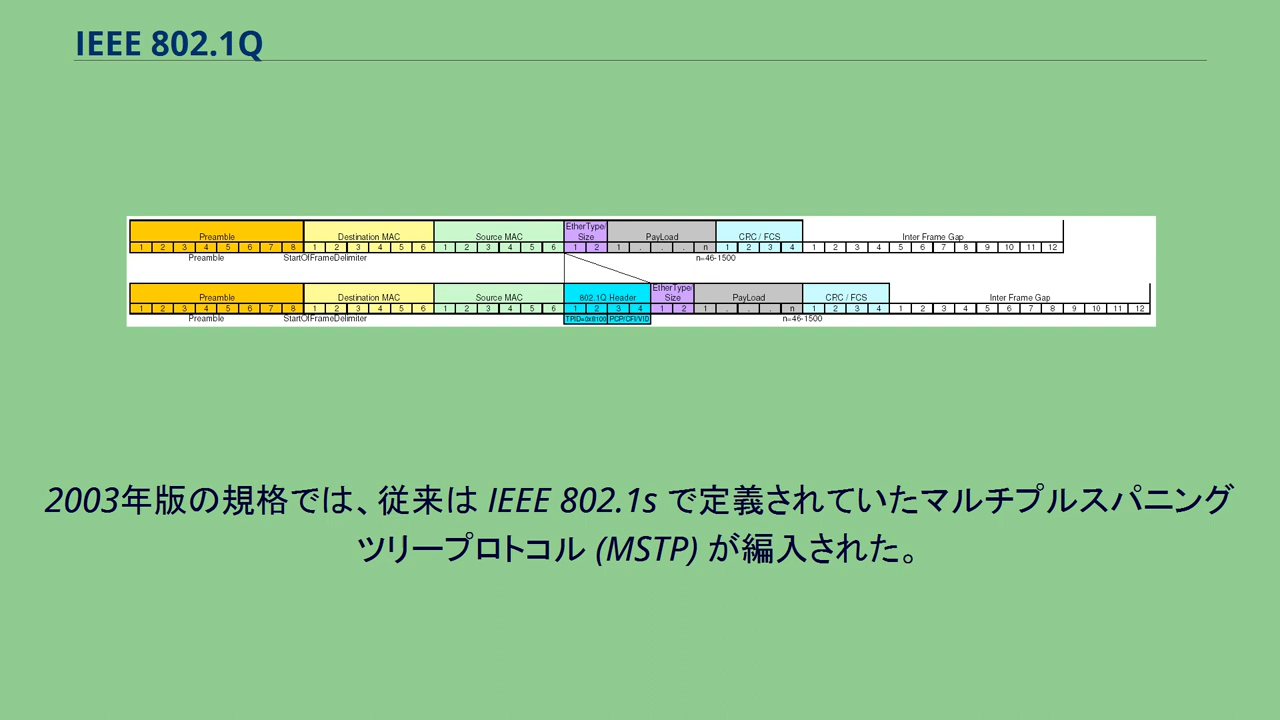 IEEE 802.1Q
EtherType/
Preamble Destination MAC Source MAC Size PayLoad CRC / FCS Inter Frame Gap
1 2 3 4 5 6 7 8 1 2 3 4 5 6 1 2 3 4 5 6 1 2 1 . . . n 1 2 3 4 1 2 3 4 5 6 7 8 9 10 11 12
Preamble StartOfFrameDelimiter n=46-1500
EtherType/
Preamble Destination MAC Source MAC 802.1Q Header Size PayLoad CRC / FCS Inter Frame Gap
1 2 3 4 5 6 7 8 1 2 3 4 5 6 1 2 3 4 5 6 1 2 3 4 1 2 1 . . . n 1 2 3 4 1 2 3 4 5 6 7 8 9 10 11 12
Preamble StartOfFrameDelimiter TPID=0x8100 PCP/CFI/VID n=46-1500
2003年版の規格では、従来は IEEE 802.1s で定義されていたマルチプルスパニング
ツリープロトコル (MSTP) が編入された。